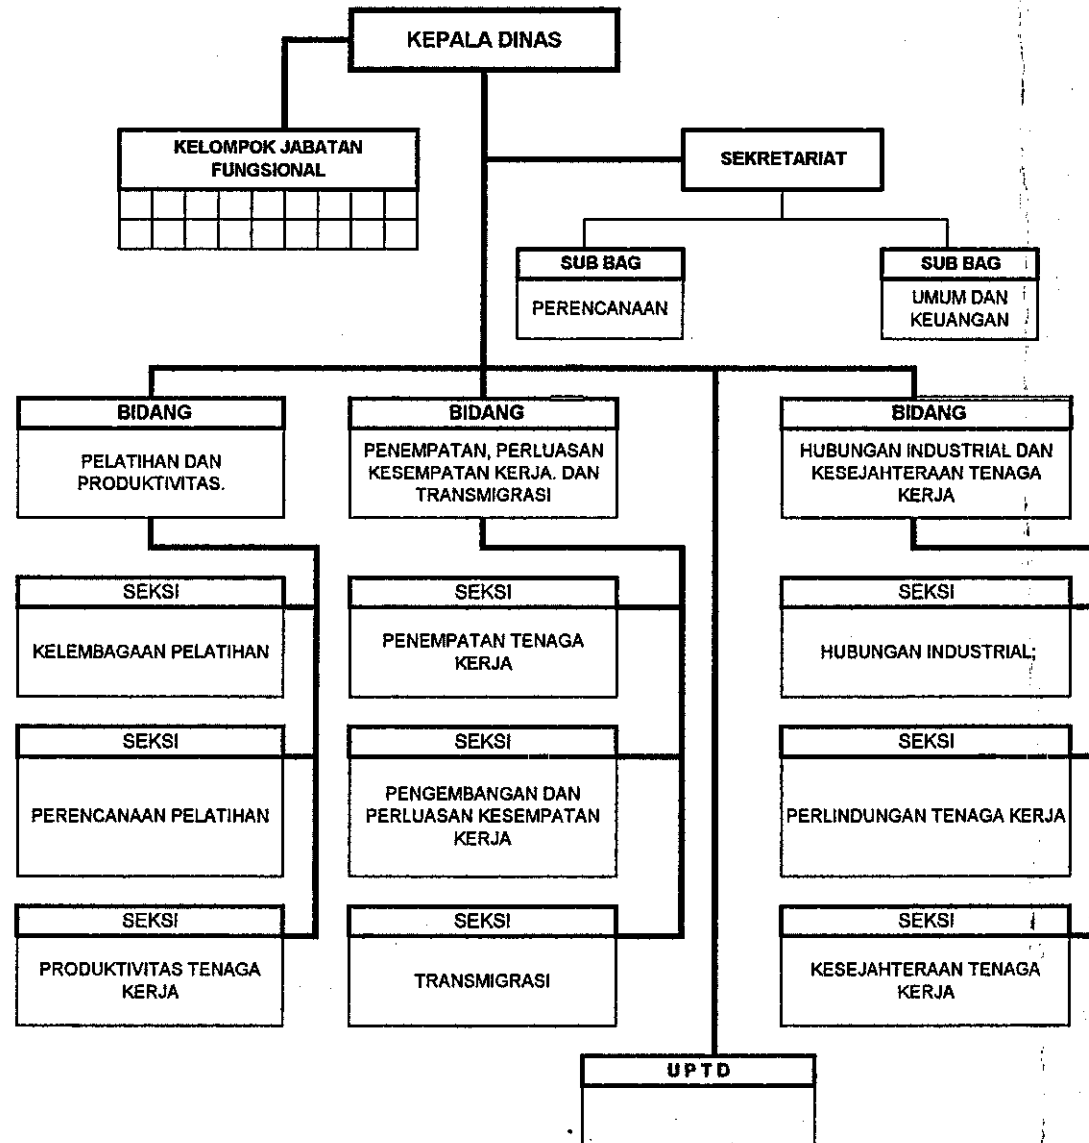 KEPALA DINAS
KELOMPOK JABATAN
FUNGSIONAL
SEKRETARIAT
SUB BAG
PERENCANAAN
SUB BAG
UMUM DAN
KEUANGAN
BIDANG
PELATIHAN DAN
PRODUKTIVITAS.
BIDANG
PENEMPATAN, PERLUASAN
KESEMPATAN KERJA. DAN
TRANSMIGRASI
BIDANG
HUBUNGAN INDUSTRIAL DAN
KESEJAHTERAAN TENAGA
KERJA
SEKSI
KELEMBAGAAN PELATIHAN
SEKSI
PENEMPATAN TENAGA
KERJA
SEKSI
HUBUNGAN INDUSTRIAL;
SEKSI
PERENCANAAN PELATIHAN
SEKSI
PENGEMBANGAN DAN
PERLUASAN KESEMPATAN
KERJA
SEKSI
PERLINDUNGAN TENAGA KERJA
SEKSI
PRODUKTIVITAS TENAGA
KERJA
SEKSI
TRANSMIGRASI
SEKSI
KESEJAHTERAAN TENAGA
KERJA
UPTD